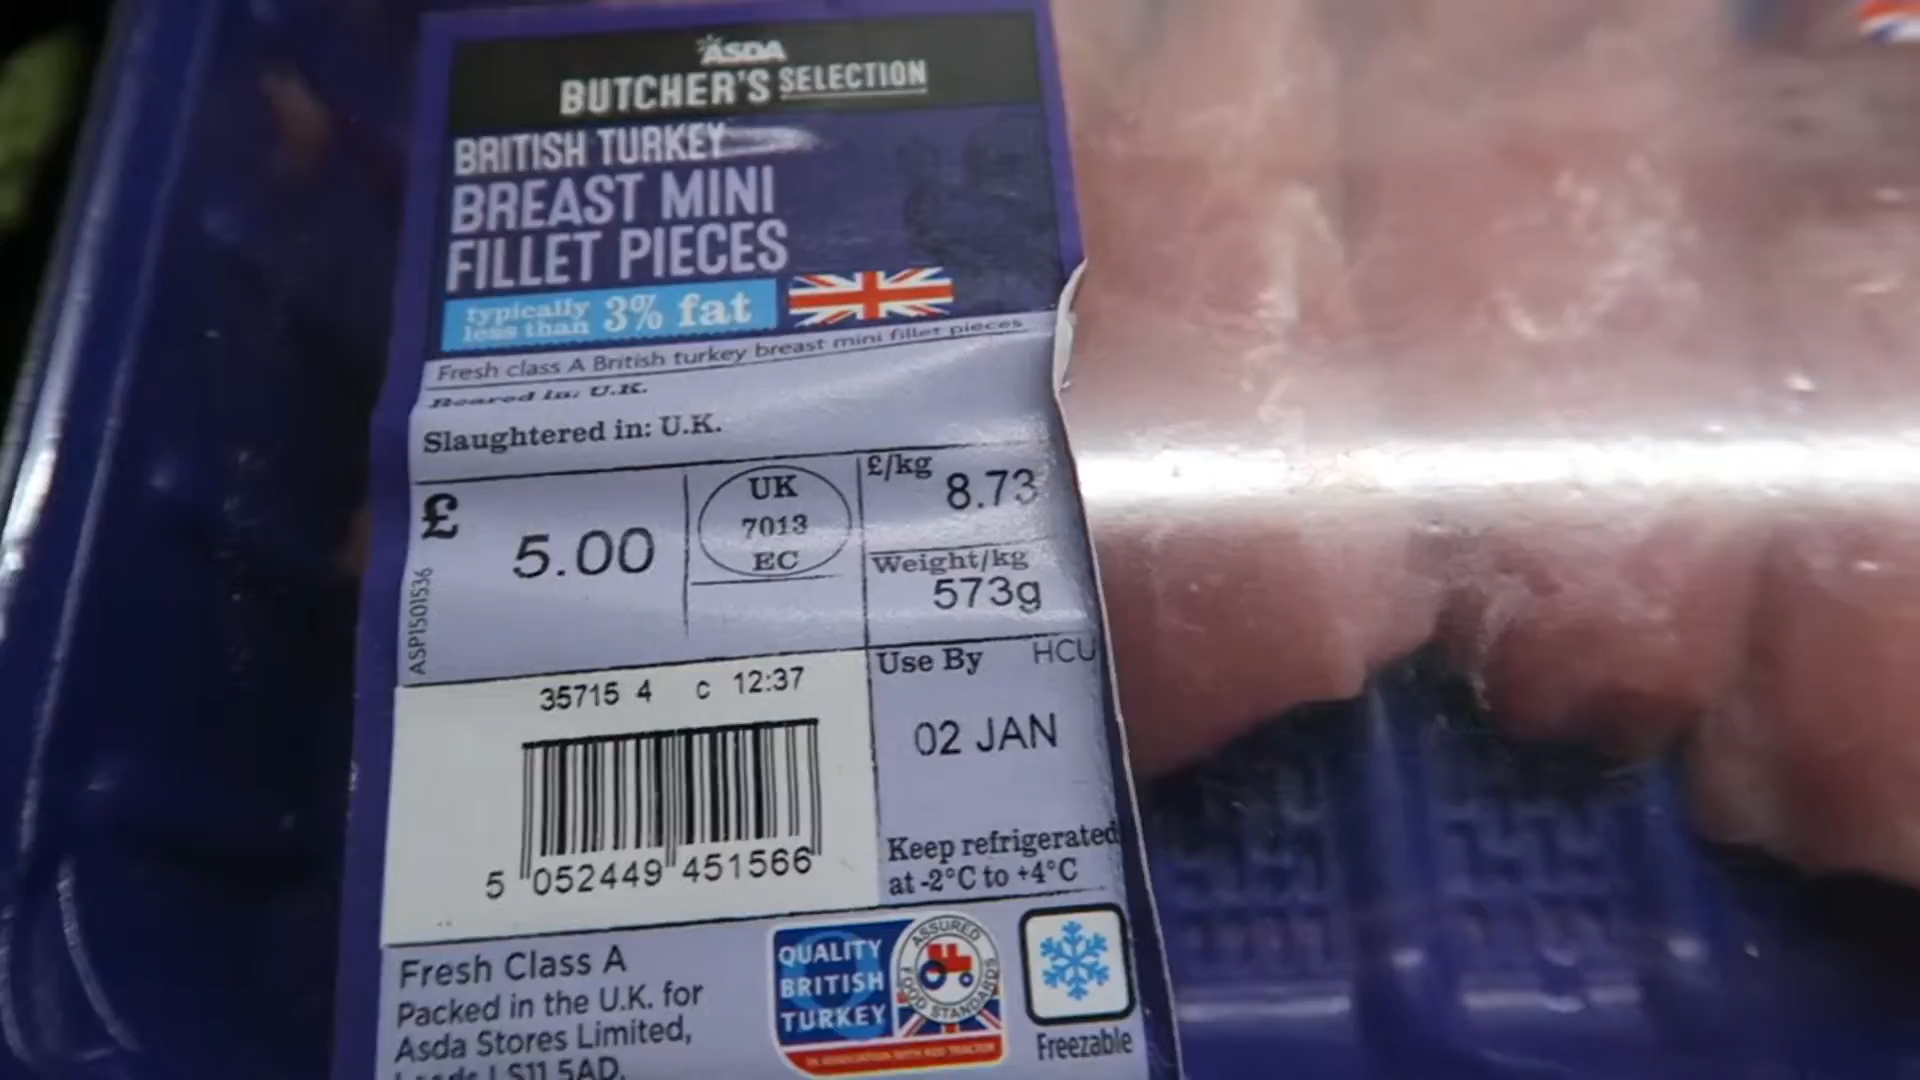 ASDA
BUTCHER'S SELECTION
BRITISH TURKEY
BREAST MINI
FILLET PIECES
typically
less than 3% fat
Fresh class A British turkey breast mini fillet pieces
Reared in: U.K.
Slaughtered in: U.K.
£ 5.00
UK
7013
EC
£/kg 8.73
Weight/kg
573g
ASP1501536
Use By HCU
02 JAN
35715 4 c 12:37
5 052449 451566
Keep refrigerated
at -2°C to +4°C
Fresh Class A
Packed in the U.K. for
Asda Stores Limited,
Leeds LS11 5AD.
QUALITY
BRITISH
TURKEY
ASSURED
FOOD STANDARDS
IN ASSOCIATION WITH RED TRACTOR
Freezable